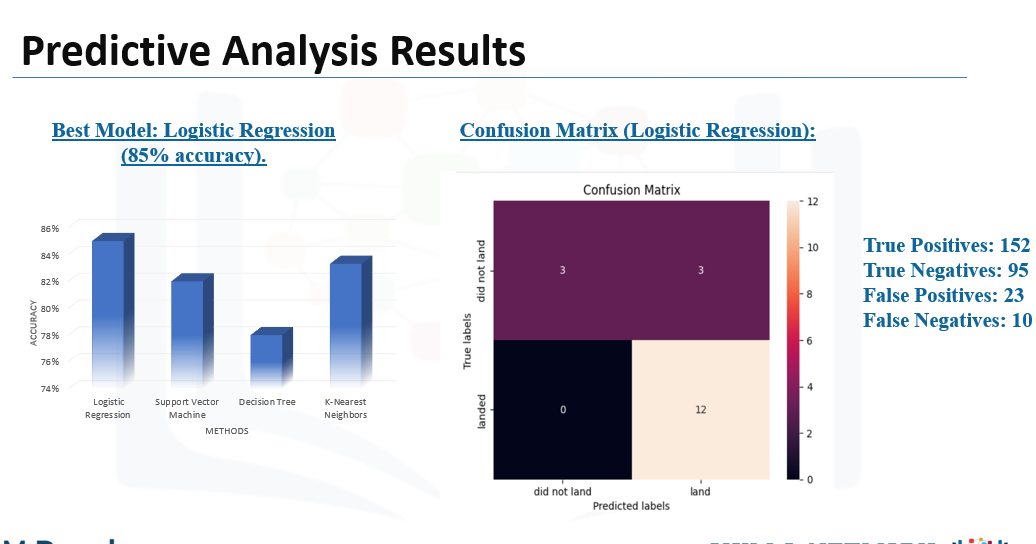 Predictive Analysis Results
Best Model: Logistic Regression
(85% accuracy).
Confusion Matrix (Logistic Regression):
86%
84%
82%
80%
78%
76%
74%
ACCURACY
Logistic
Regression
Support Vector
Machine
Decision Tree
K-Nearest
Neighbors
METHODS
Confusion Matrix
True labels
did not land
landed
3
3
0
12
did not land
land
Predicted labels
12
10
8
6
4
2
0
True Positives: 152
True Negatives: 95
False Positives: 23
False Negatives: 10